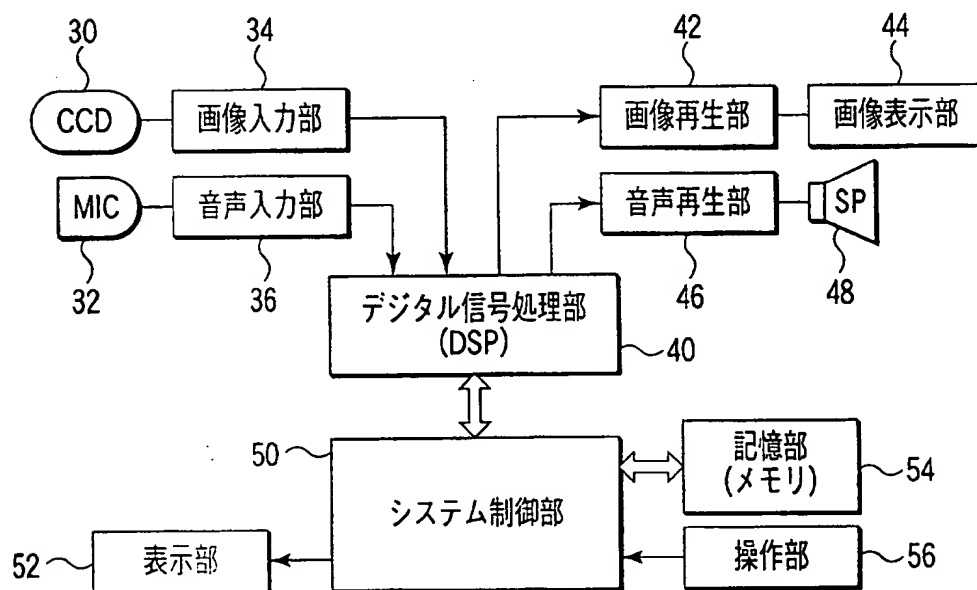 30
34
42
44
CCD
画像入力部
画像再生部
画像表示部
MIC
音声入力部
音声再生部
SP
32
36
46
48
デジタル信号処理部
(DSP)
40
50
システム制御部
記憶部
(メモリ)
54
52
表示部
操作部
56